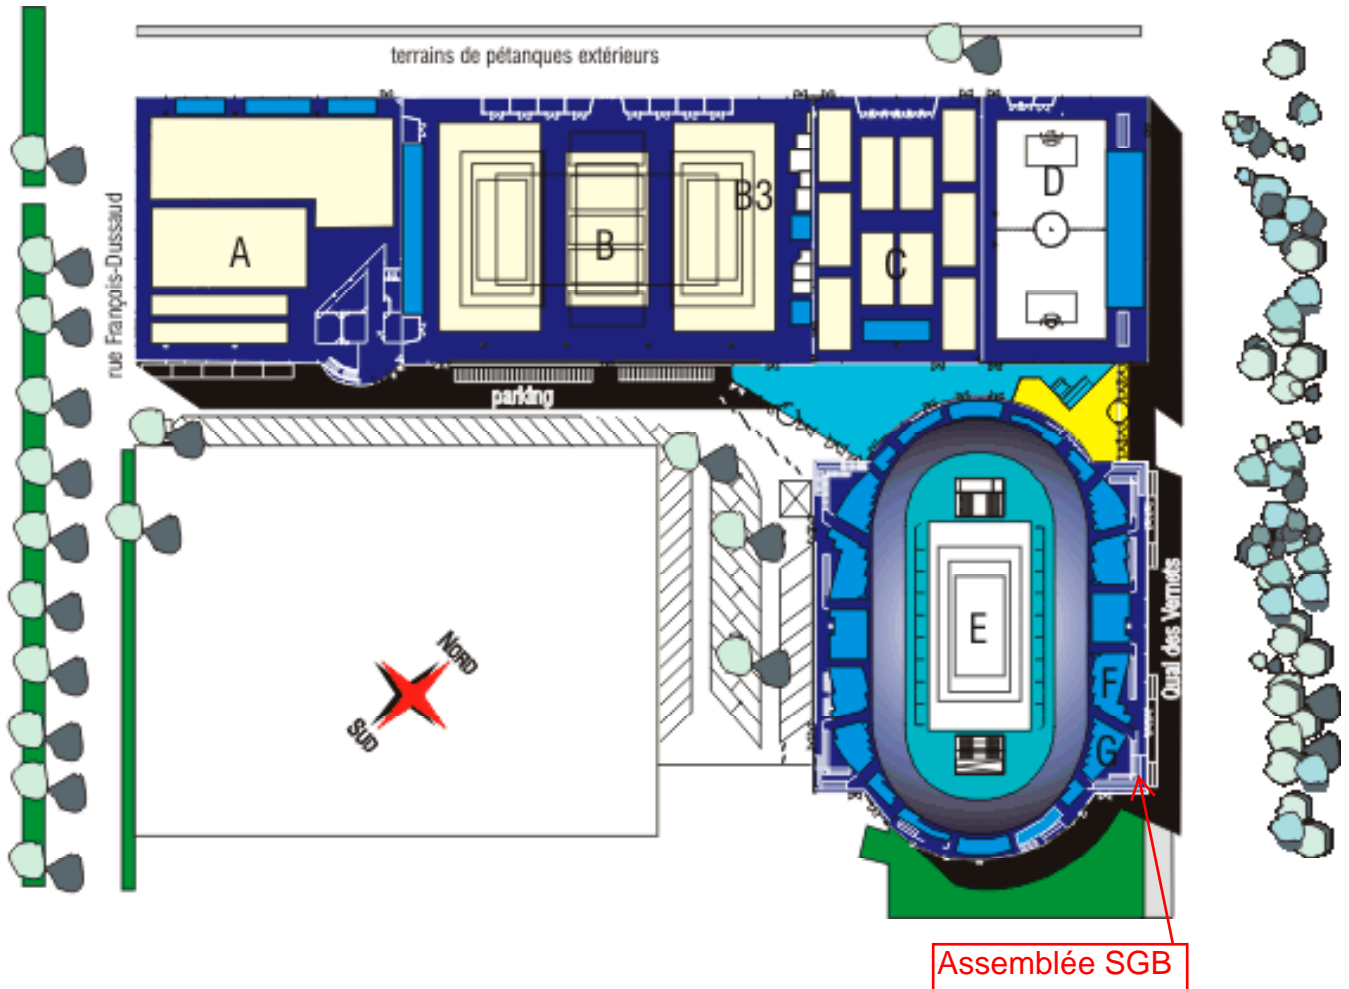 terrains de pétanques extérieurs
rue François-Dussaud
A
B
B3
C
D
parking
E
F
G
Quai des Vernets
NORD
SUD
Assemblée SGB